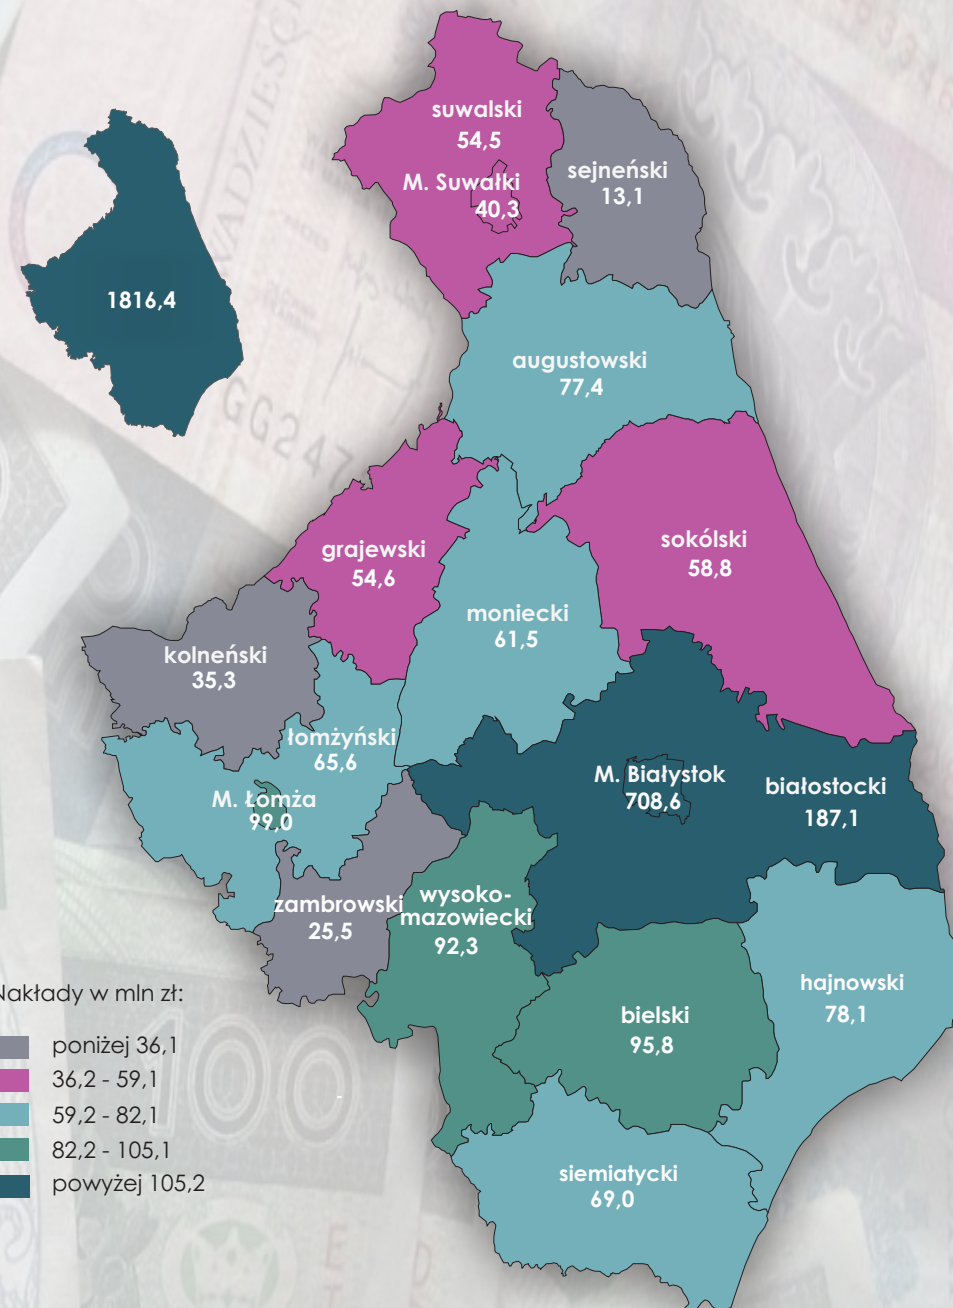 suwalski
54,5
M. Suwałki
40,3
sejneński
13,1
1816,4
augustowski
77,4
sokólski
58,8
grajewski
54,6
moniecki
61,5
kolneński
35,3
łomżyński
65,6
M. Łomża
99,0
M. Białystok
708,6
białostocki
187,1
zambrowski
25,5
wysoko-
mazowiecki
92,3
hajnowski
78,1
bielski
95,8
siemiatycki
69,0
Nakłady w mln zł:
poniżej 36,1
36,2 - 59,1
59,2 - 82,1
82,2 - 105,1
powyżej 105,2
GG247
100